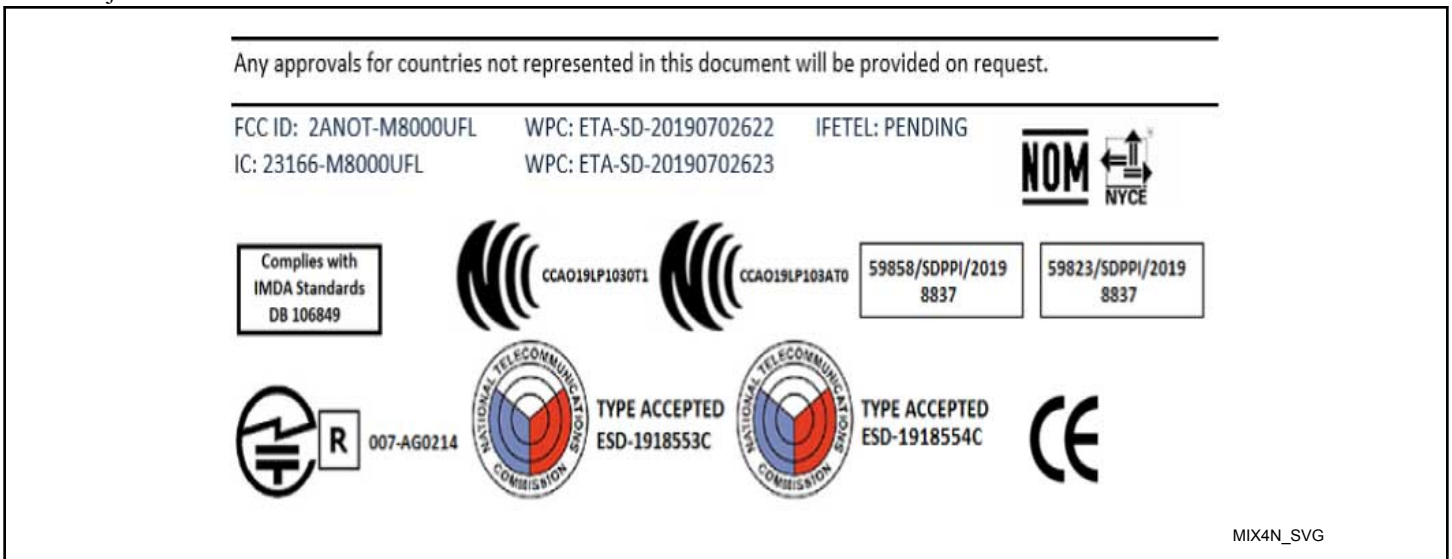 Any approvals for countries not represented in this document will be provided on request.
FCC ID: 2ANOT-M8000UFL WPC: ETA-SD-20190702622 IFETEL: PENDING
IC: 23166-M8000UFL WPC: ETA-SD-20190702623
NOM
NYCE
Complies with
IMDA Standards
DB 106849
CCAO19LP1030T1
CCAO19LP103AT0
59858/SDPPI/2019
8837
59823/SDPPI/2019
8837
R 007-AG0214
NATIONAL TELECOMMUNICATIONS COMMISSION
TYPE ACCEPTED
ESD-1918553C
NATIONAL TELECOMMUNICATIONS COMMISSION
TYPE ACCEPTED
ESD-1918554C
CE
MIX4N_SVG